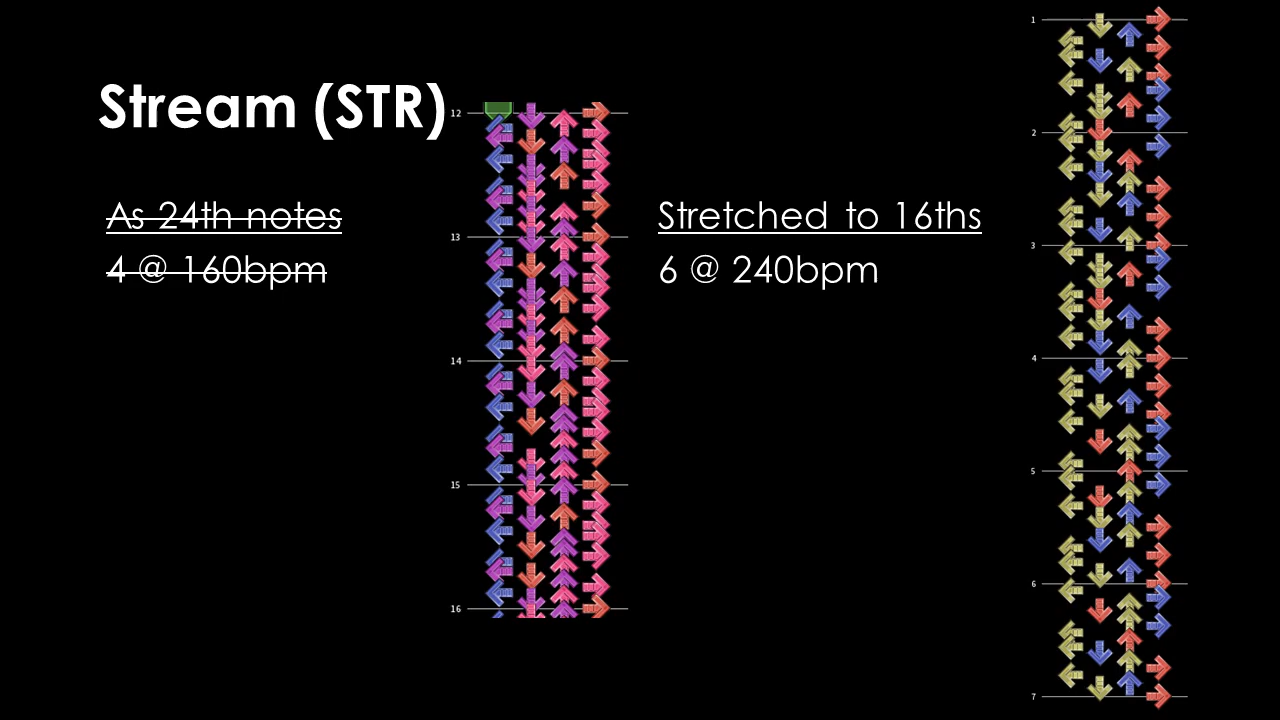 Stream (STR)
As 24th notes
4 @ 160bpm
12
13
14
15
16
Stretched to 16ths
6 @ 240bpm
1
2
3
4
5
6
7